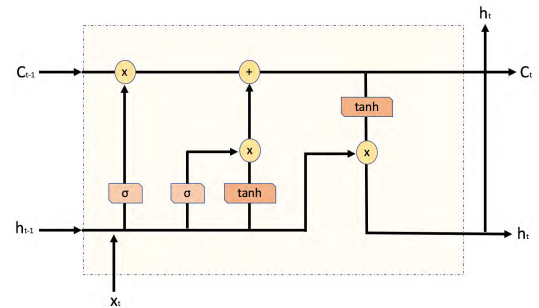 hₜ
Cₜ₋₁
x
+
Cₜ
tanh
x
x
σ
σ
tanh
hₜ₋₁
hₜ
xₜ